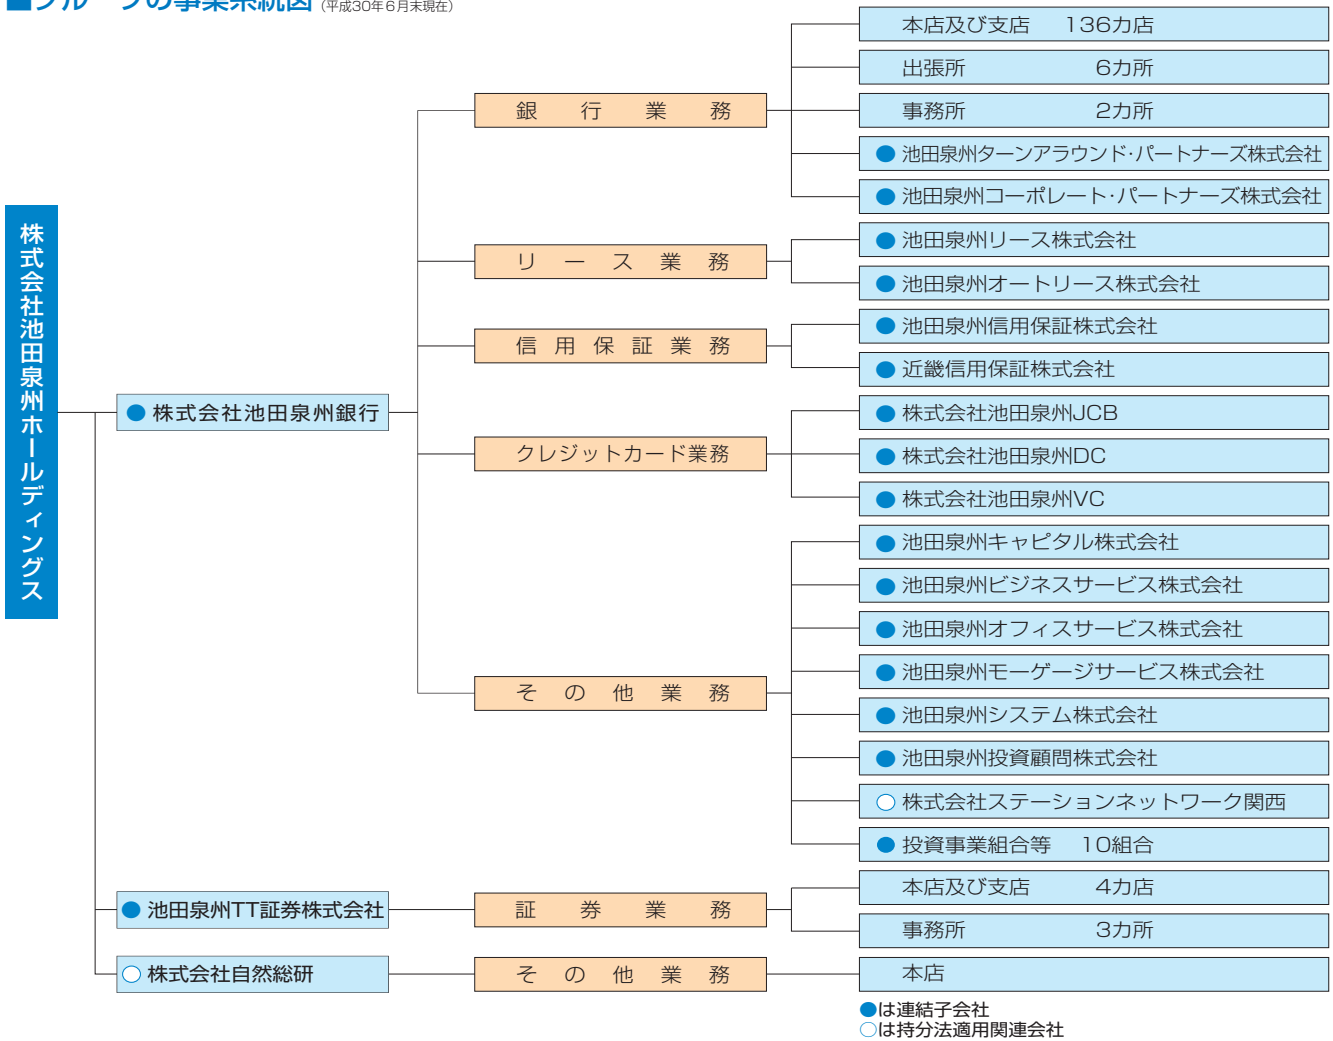 ■グループの事業系統図(平成30年6月末現在)
株式会社池田泉州ホールディングス
●株式会社池田泉州銀行
銀行業務
本店及び支店 136カ店
出張所 6カ所
事務所 2カ所
●池田泉州ターンアラウンド・パートナーズ株式会社
●池田泉州コーポレート・パートナーズ株式会社
リース業務
●池田泉州リース株式会社
●池田泉州オートリース株式会社
信用保証業務
●池田泉州信用保証株式会社
●近畿信用保証株式会社
クレジットカード業務
●株式会社池田泉州JCB
●株式会社池田泉州DC
●株式会社池田泉州VC
その他業務
●池田泉州キャピタル株式会社
●池田泉州ビジネスサービス株式会社
●池田泉州オフィスサービス株式会社
●池田泉州モーゲージサービス株式会社
●池田泉州システム株式会社
●池田泉州投資顧問株式会社
○株式会社ステーションネットワーク関西
●投資事業組合等 10組合
●池田泉州TT証券株式会社
証券業務
本店及び支店 4カ店
事務所 3カ所
○株式会社自然総研
その他業務
本店
●は連結子会社
○は持分法適用関連会社